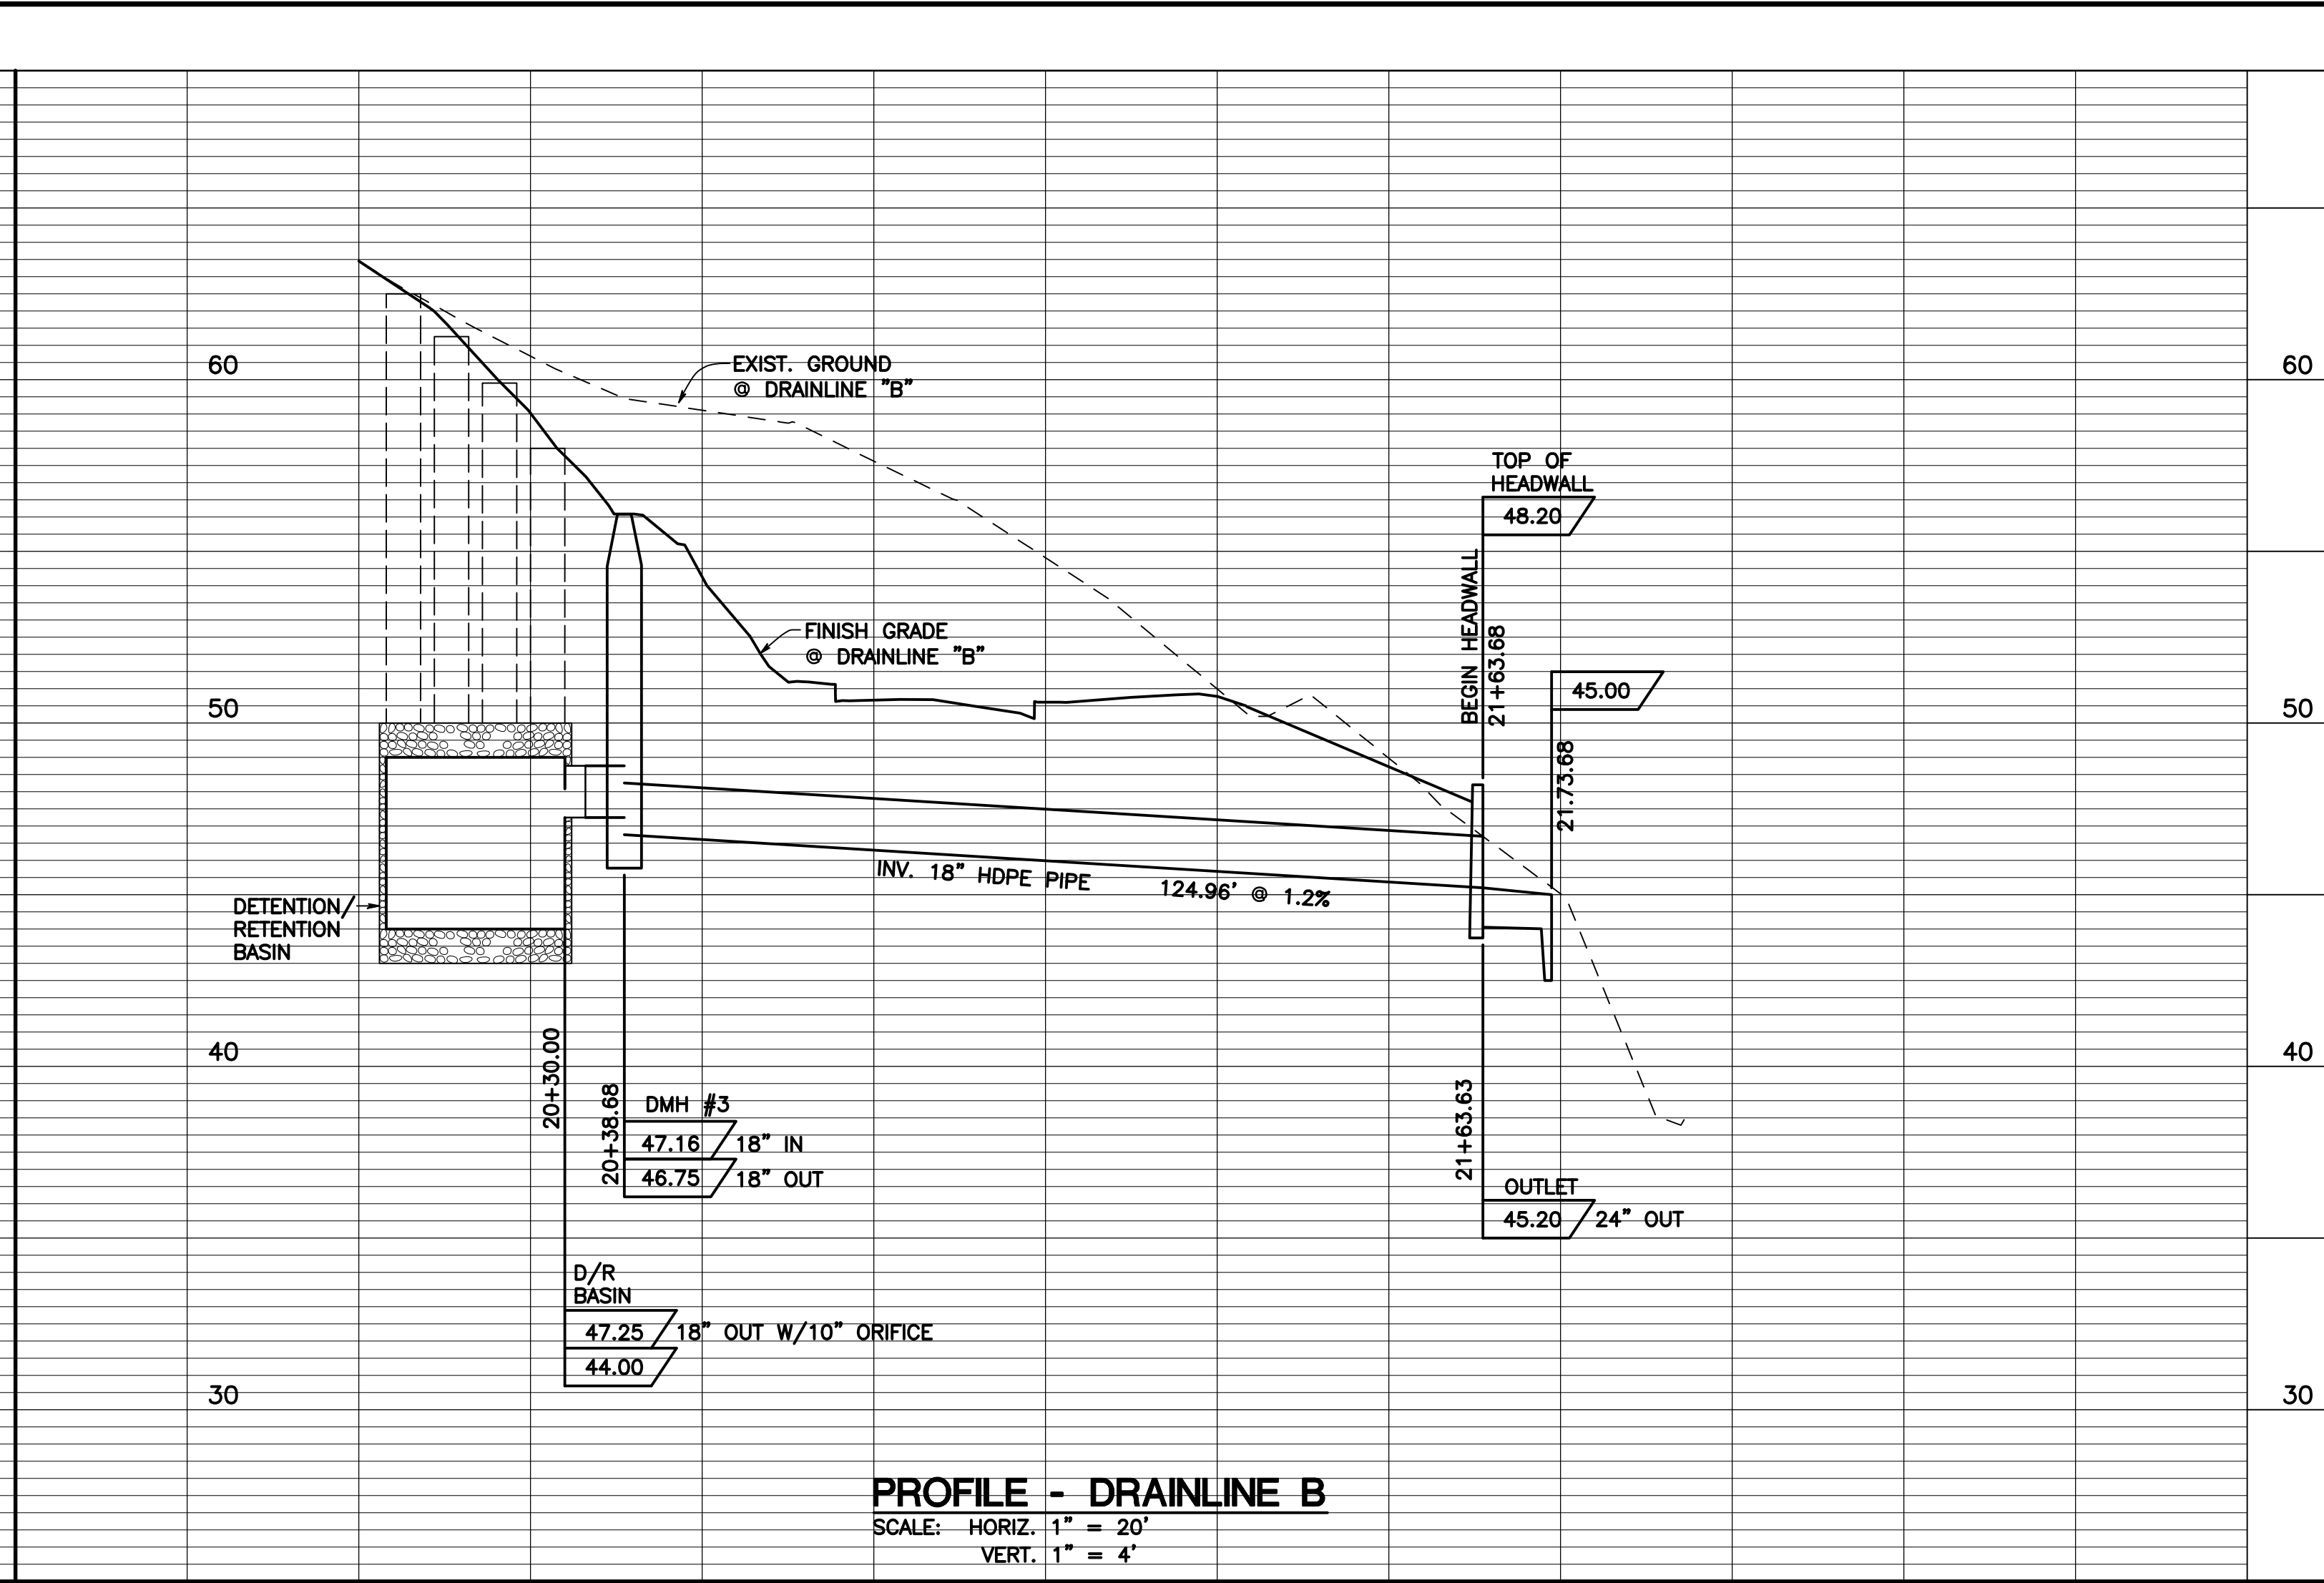 60
60
EXIST. GROUND
@ DRAINLINE "B"
TOP OF
HEADWALL
48.20
BEGIN HEADWALL
21+63.68
FINISH GRADE
@ DRAINLINE "B"
45.00
21.73.68
50
50
INV. 18" HDPE PIPE 124.96' @ 1.2%
DETENTION/
RETENTION
BASIN
40
40
20+30.00
20+38.68
DMH #3
47.16 18" IN
46.75 18" OUT
21+63.63
OUTLET
45.20 24" OUT
D/R
BASIN
47.25 18" OUT W/10" ORIFICE
44.00
30
30
PROFILE - DRAINLINE B
SCALE: HORIZ. 1" = 20'
VERT. 1" = 4'